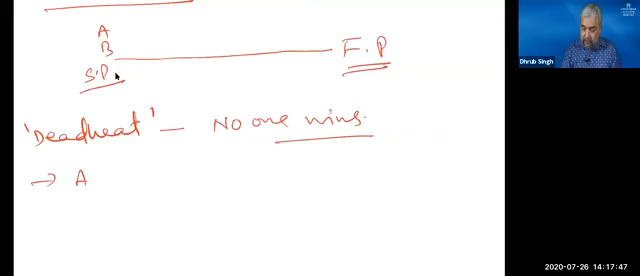 A
B
S.P F.P
'Deadheat' — No one wins.
→ A
Dhrub Singh
2020-07-26 14:17:47